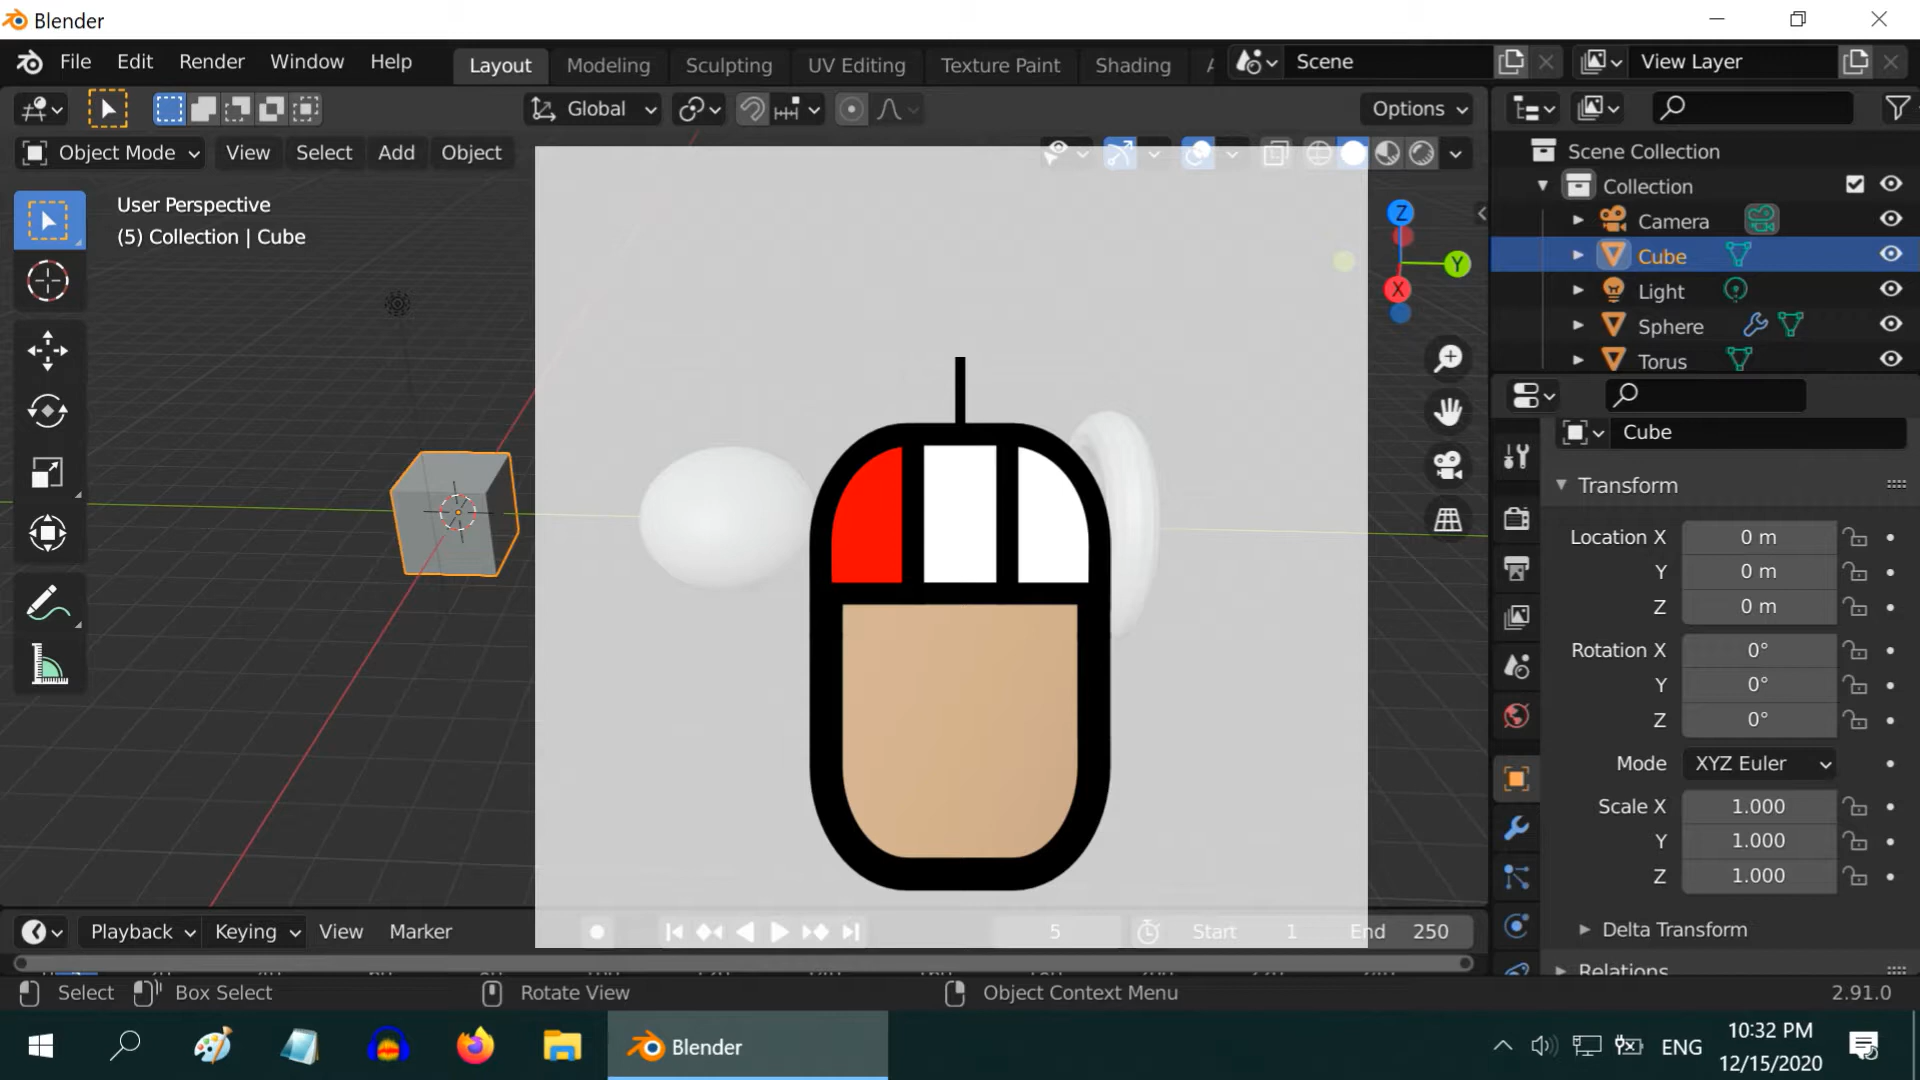 Blender
File Edit Render Window Help Layout Modeling Sculpting UV Editing Texture Paint Shading Scene View Layer
Global Options
Object Mode View Select Add Object
Scene Collection
Collection
User Perspective
(5) Collection | Cube
Camera
Cube
Light
Sphere
Torus
Z
Y
X
Cube
Transform
Location X 0 m
Y 0 m
Z 0 m
Rotation X 0°
Y 0°
Z 0°
Mode XYZ Euler
Scale X 1.000
Y 1.000
Z 1.000
Delta Transform
Relations
Playback Keying View Marker 5 Start 1 End 250
Select Box Select Rotate View Object Context Menu 2.91.0
Blender ENG 10:32 PM
12/15/2020